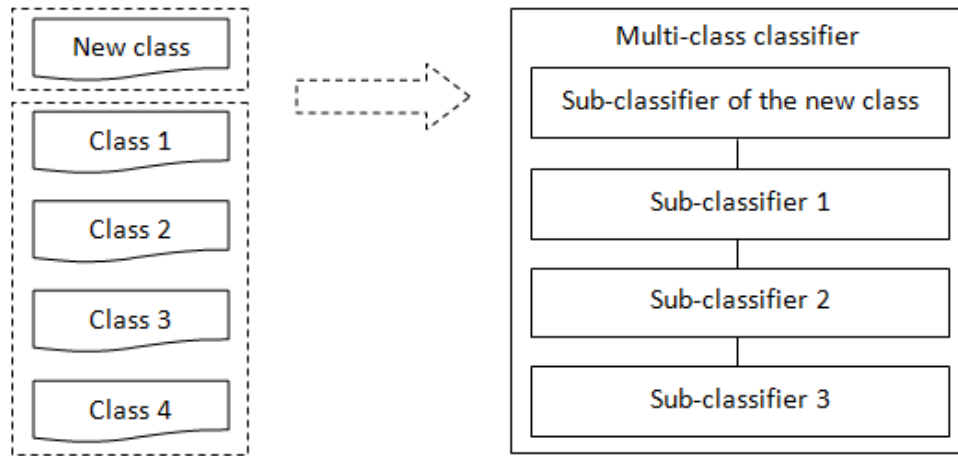 New class
Class 1
Class 2
Class 3
Class 4
Multi-class classifier
Sub-classifier of the new class
Sub-classifier 1
Sub-classifier 2
Sub-classifier 3